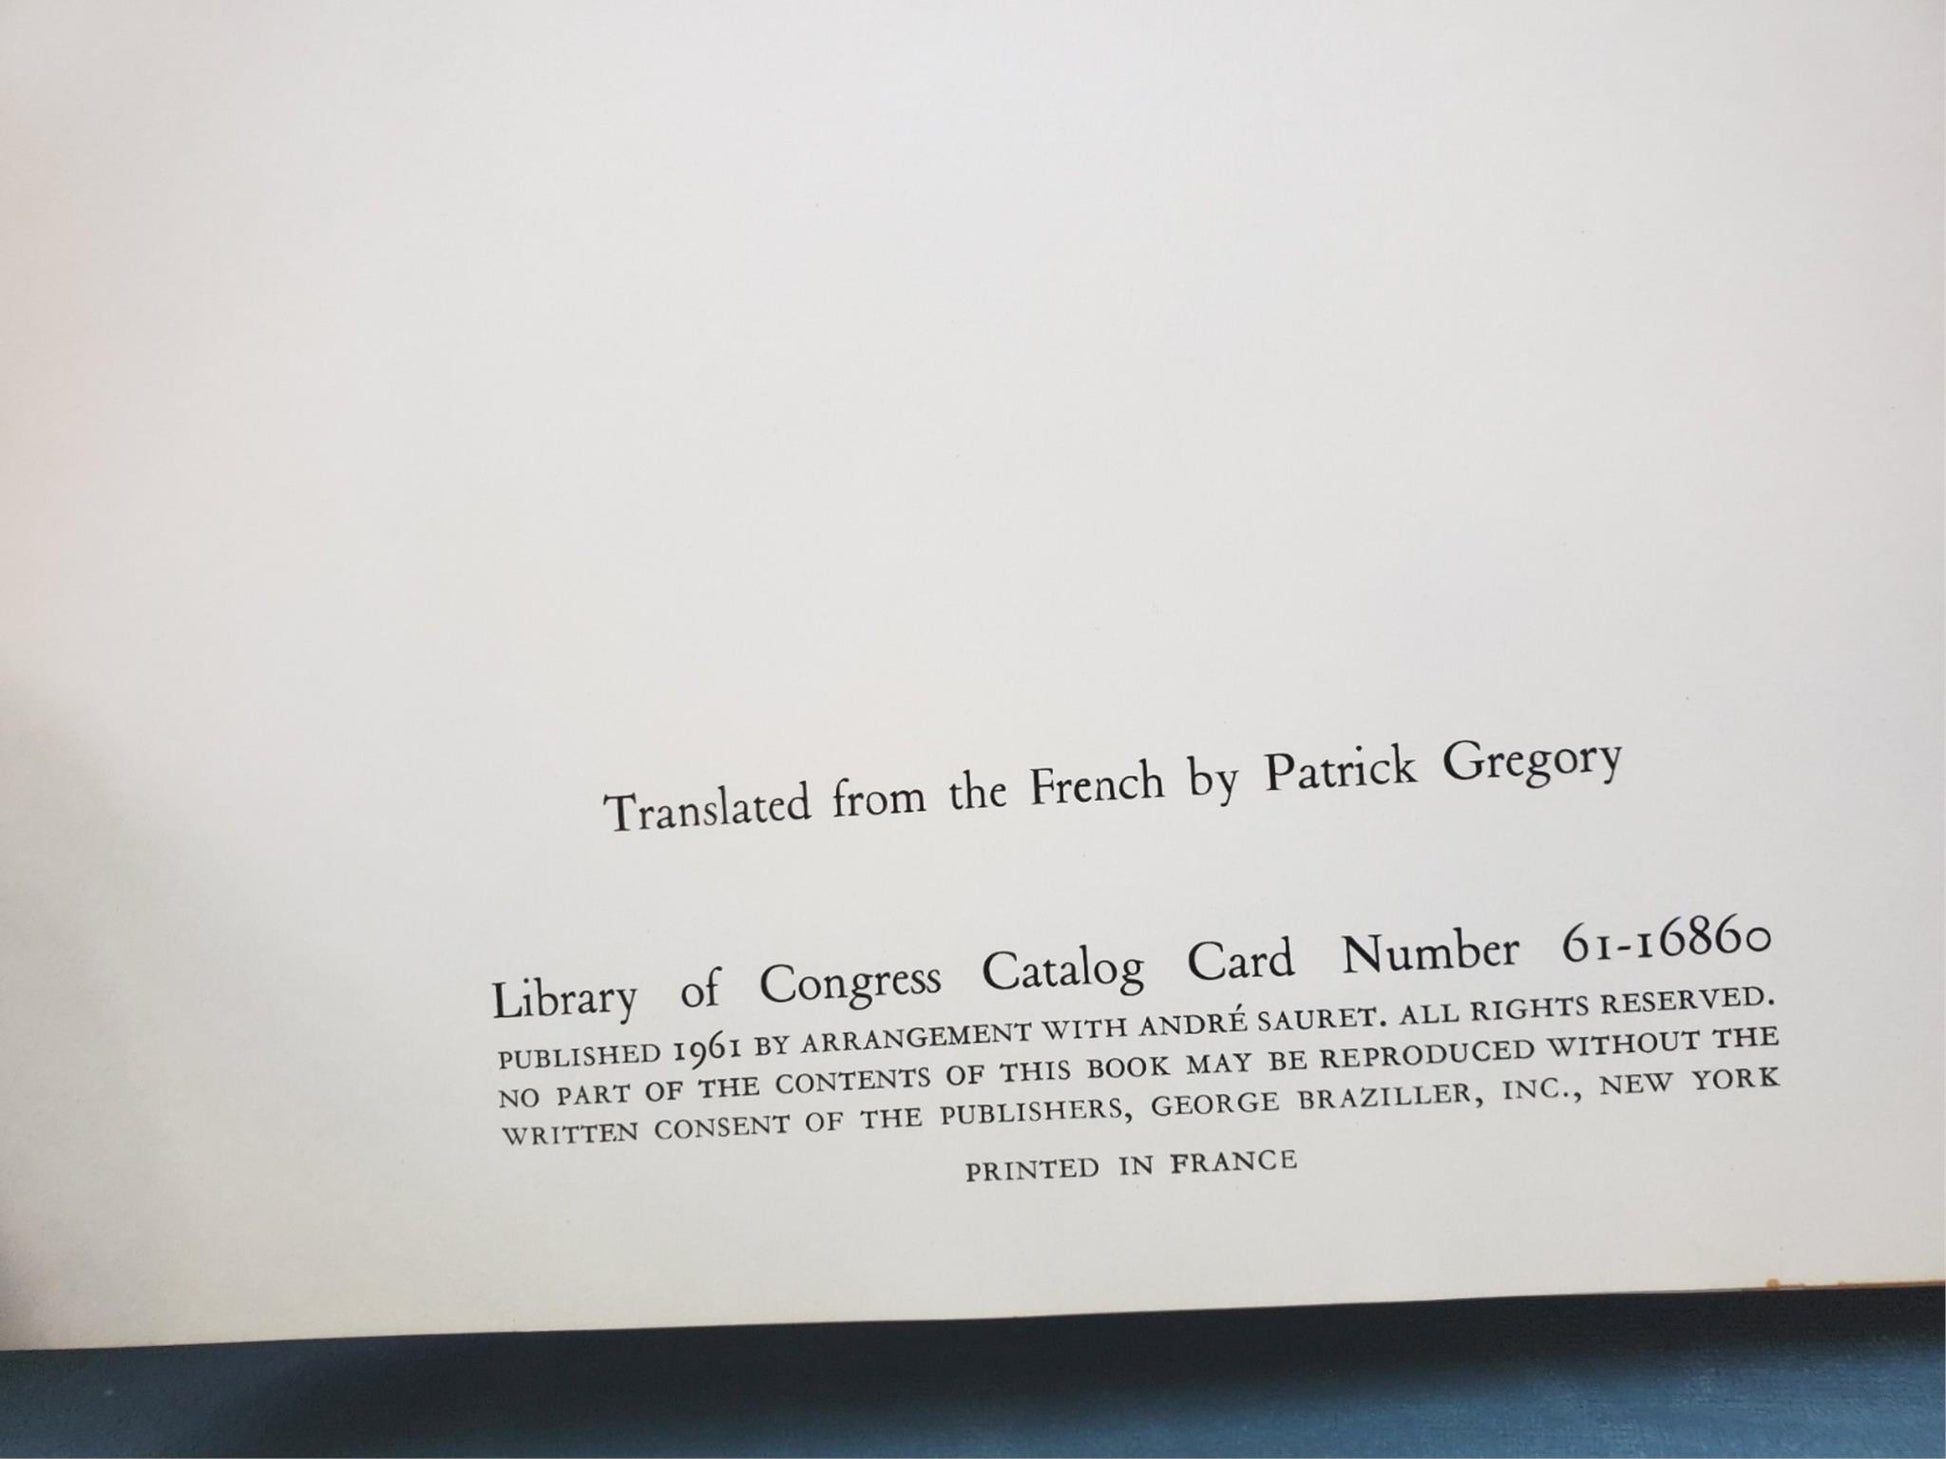 Translated from the French by Patrick Gregory
Library of Congress Catalog Card Number 61-16860
PUBLISHED 1961 BY ARRANGEMENT WITH ANDRÉ SAURET. ALL RIGHTS RESERVED.
NO PART OF THE CONTENTS OF THIS BOOK MAY BE REPRODUCED WITHOUT THE
WRITTEN CONSENT OF THE PUBLISHERS, GEORGE BRAZILLER, INC., NEW YORK
PRINTED IN FRANCE